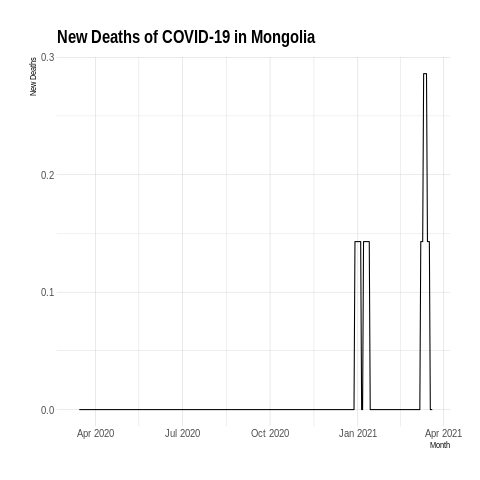 New Deaths of COVID-19 in Mongolia
New Deaths
0.3
0.2
0.1
0.0
Apr 2020 Jul 2020 Oct 2020 Jan 2021 Apr 2021
Month